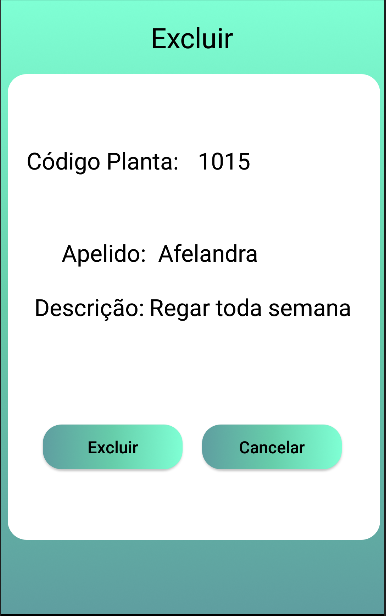 Excluir
Código Planta: 1015
Apelido: Afelandra
Descrição: Regar toda semana
Excluir Cancelar